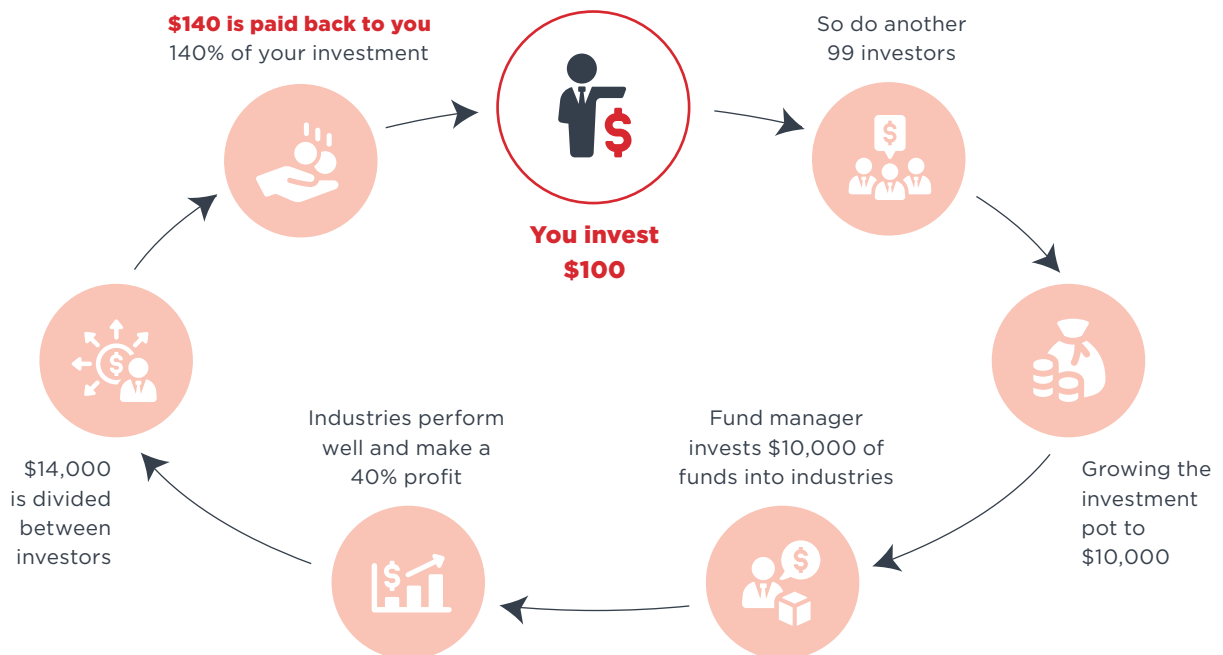 $140 is paid back to you
140% of your investment
You invest
$100
So do another
99 investors
Growing the
investment
pot to
$10,000
Fund manager
invests $10,000 of
funds into industries
Industries perform
well and make a
40% profit
$14,000
is divided
between
investors
$
$
$
$
$